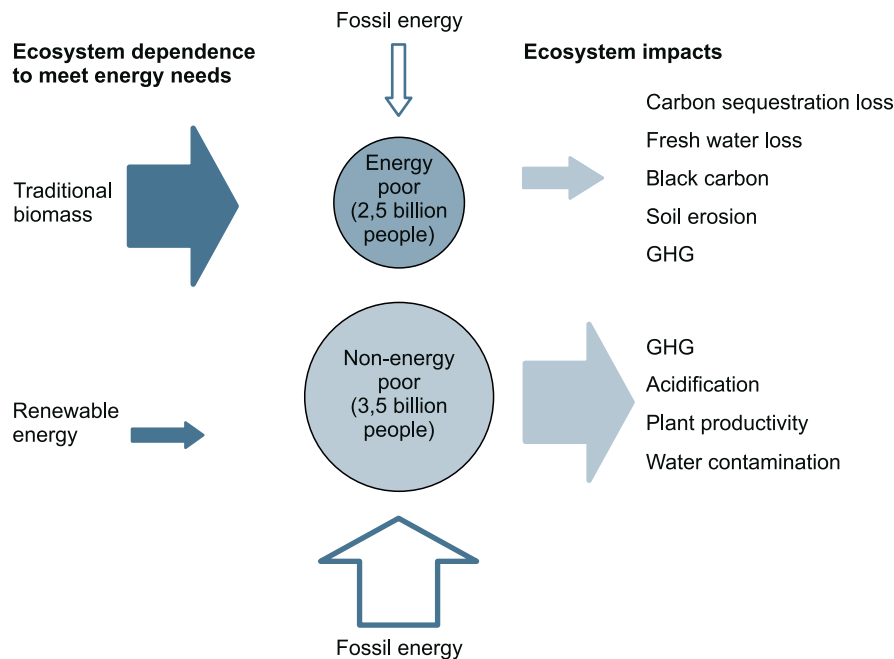 Fossil energy
Ecosystem dependence
to meet energy needs
Ecosystem impacts
Traditional
biomass
Energy
poor
(2,5 billion
people)
Carbon sequestration loss
Fresh water loss
Black carbon
Soil erosion
GHG
Renewable
energy
Non-energy
poor
(3,5 billion
people)
GHG
Acidification
Plant productivity
Water contamination
Fossil energy